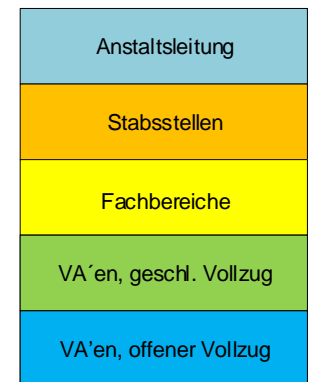 Anstaltsleitung
Stabsstellen
Fachbereiche
VA´en, geschl. Vollzug
VA'en, offener Vollzug